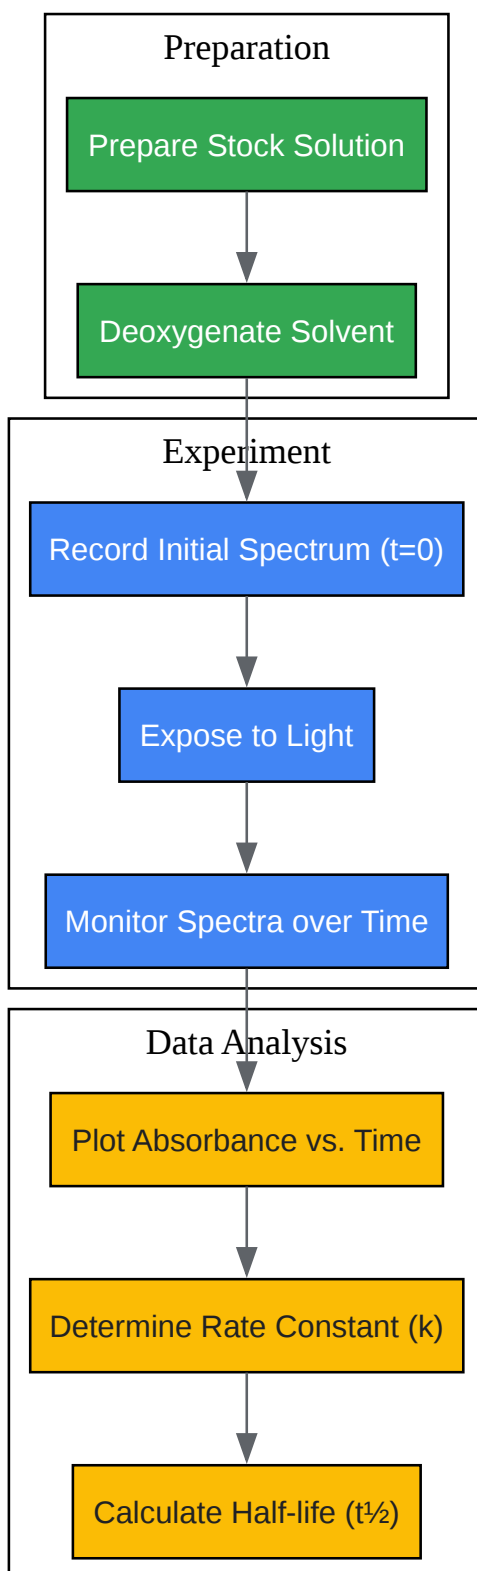 Preparation
Prepare Stock Solution
Deoxygenate Solvent
Experiment
Record Initial Spectrum (t=0)
Expose to Light
Monitor Spectra over Time
Data Analysis
Plot Absorbance vs. Time
Determine Rate Constant (k)
Calculate Half-life (t½)